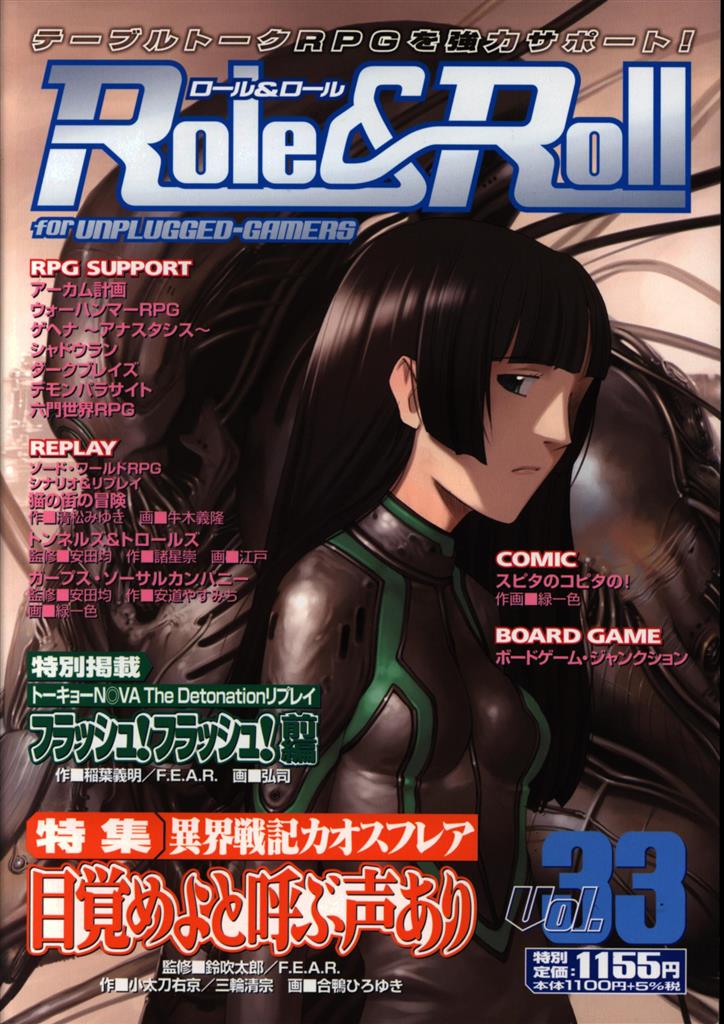 テーブルトークRPGを強力サポート!
ロール&ロール
Role&Roll
for UNPLUGGED-GAMERS
RPG SUPPORT
アーカム計画
ウォーハンマーRPG
ゲヘナ ～アナスタシス～
シャドウラン
ダークブレイズ
デモンパラサイト
六門世界RPG
REPLAY
ソード・ワールドRPG
シナリオ&リプレイ
猫の街の冒険
作■清松みゆき 画■牛木義隆
トンネルズ&トロールズ
監修■安田均 作■諸星崇 画■江戸
ガープス・ソーサルカンパニー
監修■安田均 作■安道やすみち
画■緑一色
COMIC
スピタのコピタの!
作画■緑一色
BOARD GAME
ボードゲーム・ジャンクション
特別掲載
トーキョーN◎VA The Detonationリプレイ
フラッシュ!フラッシュ!前編
作■稲葉義明／F.E.A.R. 画■弘司
特集 異界戦記カオスフレア
目覚めよと呼ぶ声あり
監修■鈴吹太郎／F.E.A.R.
作■小太刀右京／三輪清宗 画■合鴨ひろゆき
Vol.33
特別定価:1155円
本体1100円+5%税